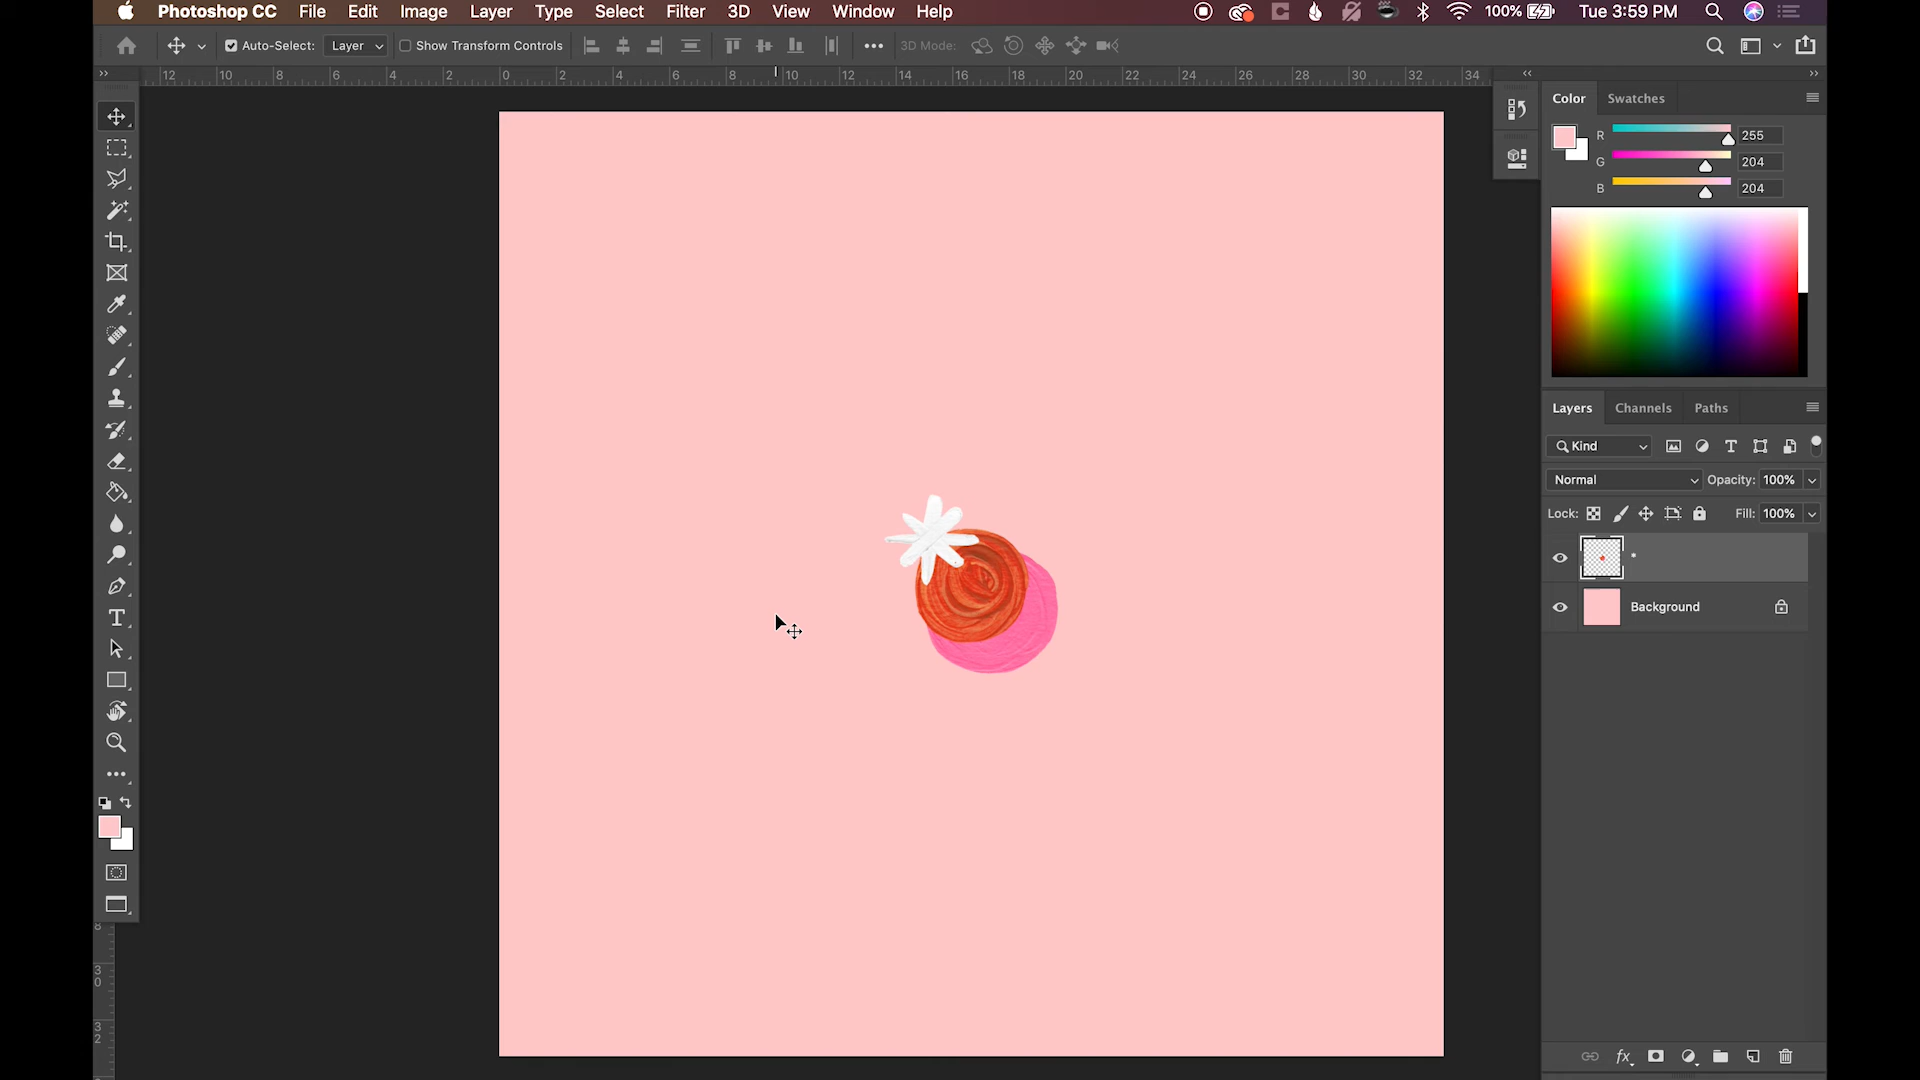 Photoshop CC File Edit Image Layer Type Select Filter 3D View Window Help 100% Tue 3:59 PM
Auto-Select: Layer Show Transform Controls 3D Mode:
12 10 8 6 4 2 0 2 4 6 8 10 12 14 16 18 20 22 24 26 28 30 32 34
Color Swatches
R 255
G 204
B 204
Layers Channels Paths
Kind
Normal Opacity: 100%
Lock: Fill: 100%
*
Background
8
30
32